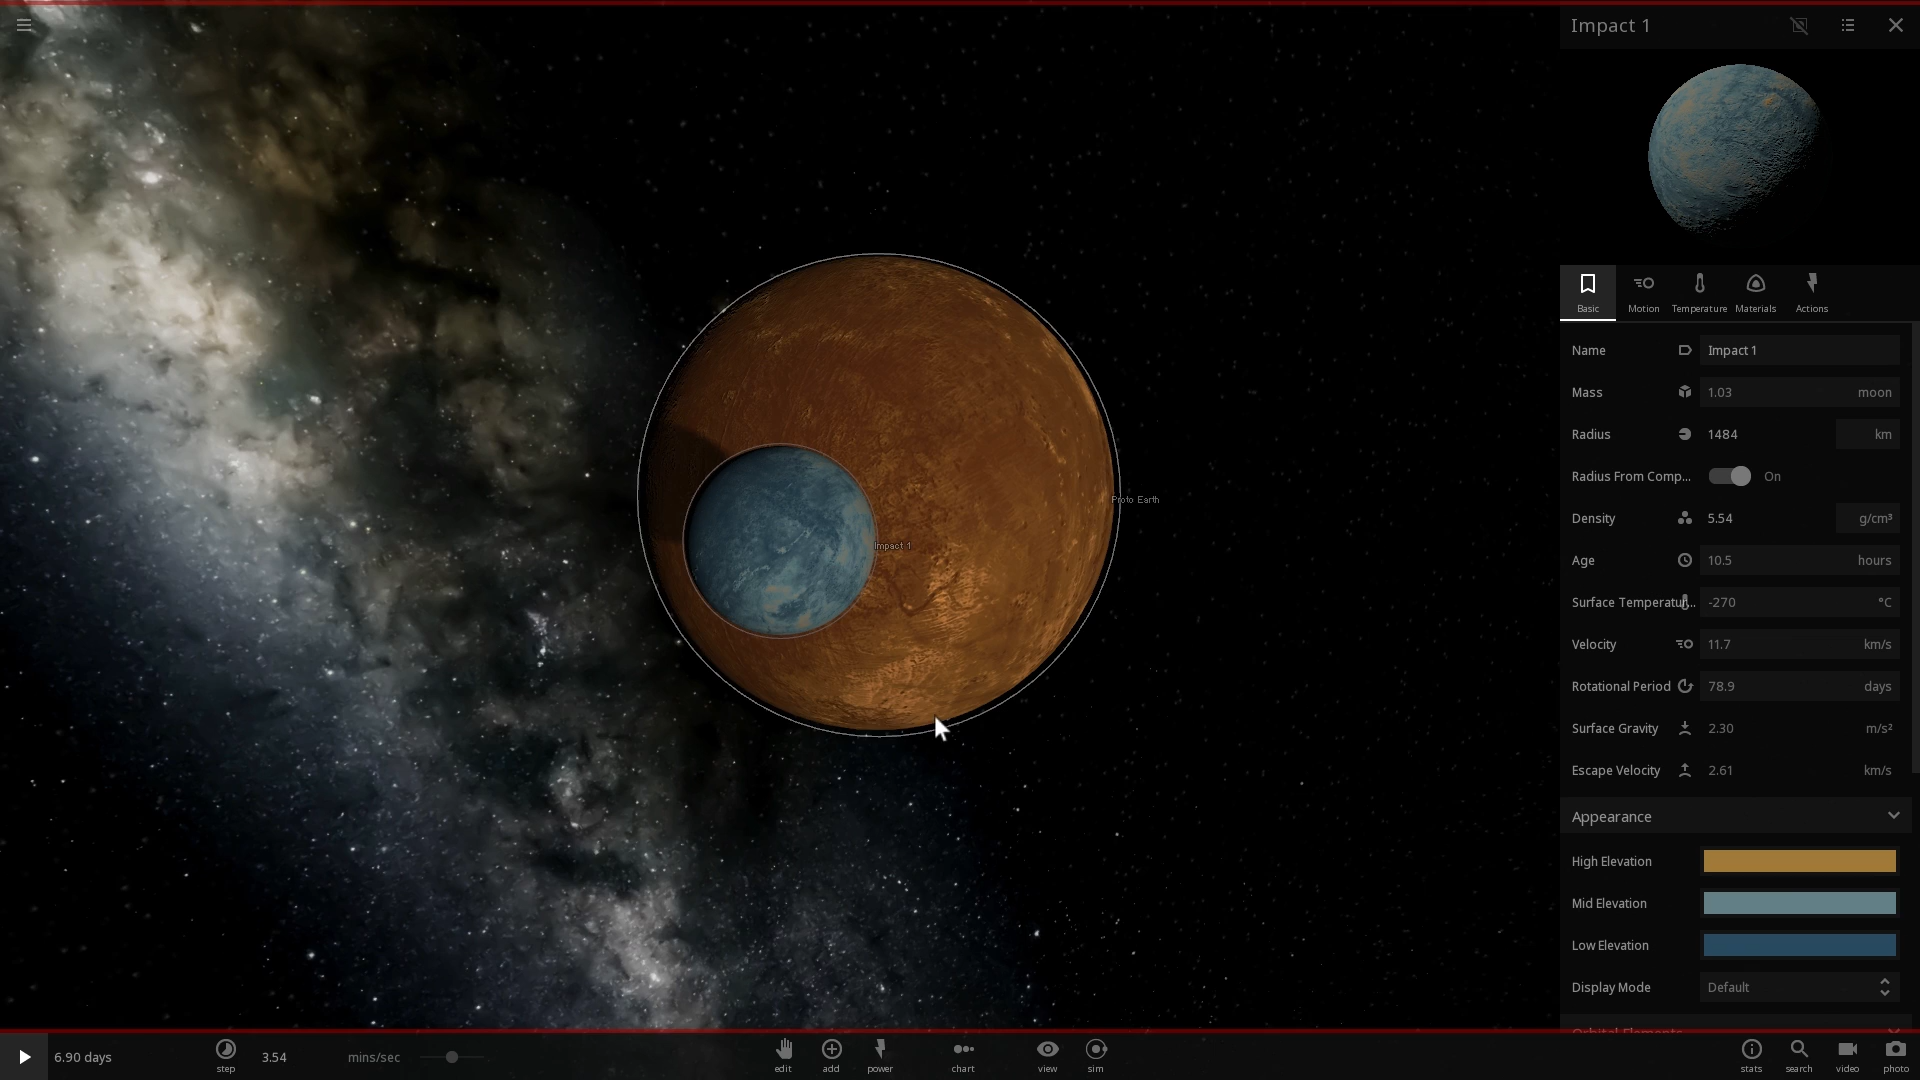 Impact 1
Proto Earth
Impact 1
Basic
Motion
Temperature
Materials
Actions
Name Impact 1
Mass 1.03 moon
Radius 1484 km
Radius From Comp... On
Density 5.54 g/cm³
Age 10.5 hours
Surface Temperatur... -270 °C
Velocity 11.7 km/s
Rotational Period 78.9 days
Surface Gravity 2.30 m/s²
Escape Velocity 2.61 km/s
Appearance
High Elevation
Mid Elevation
Low Elevation
Display Mode Default
Orbital Elements
6.90 days
step
3.54 mins/sec
edit
add
power
chart
view
sim
stats
search
video
photo